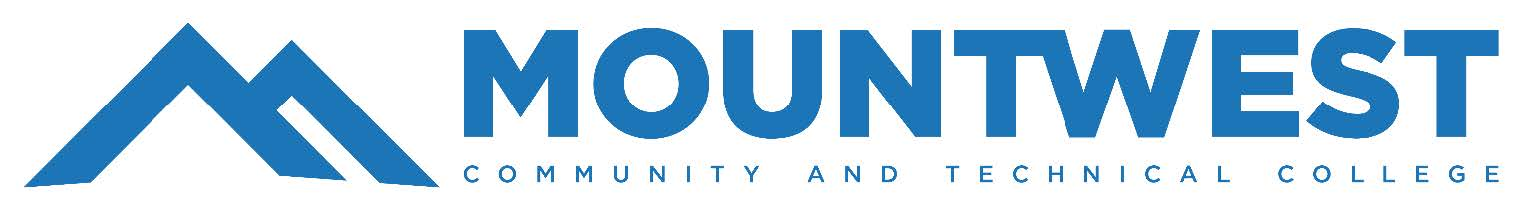 MOUNTWEST
COMMUNITY AND TECHNICAL COLLEGE